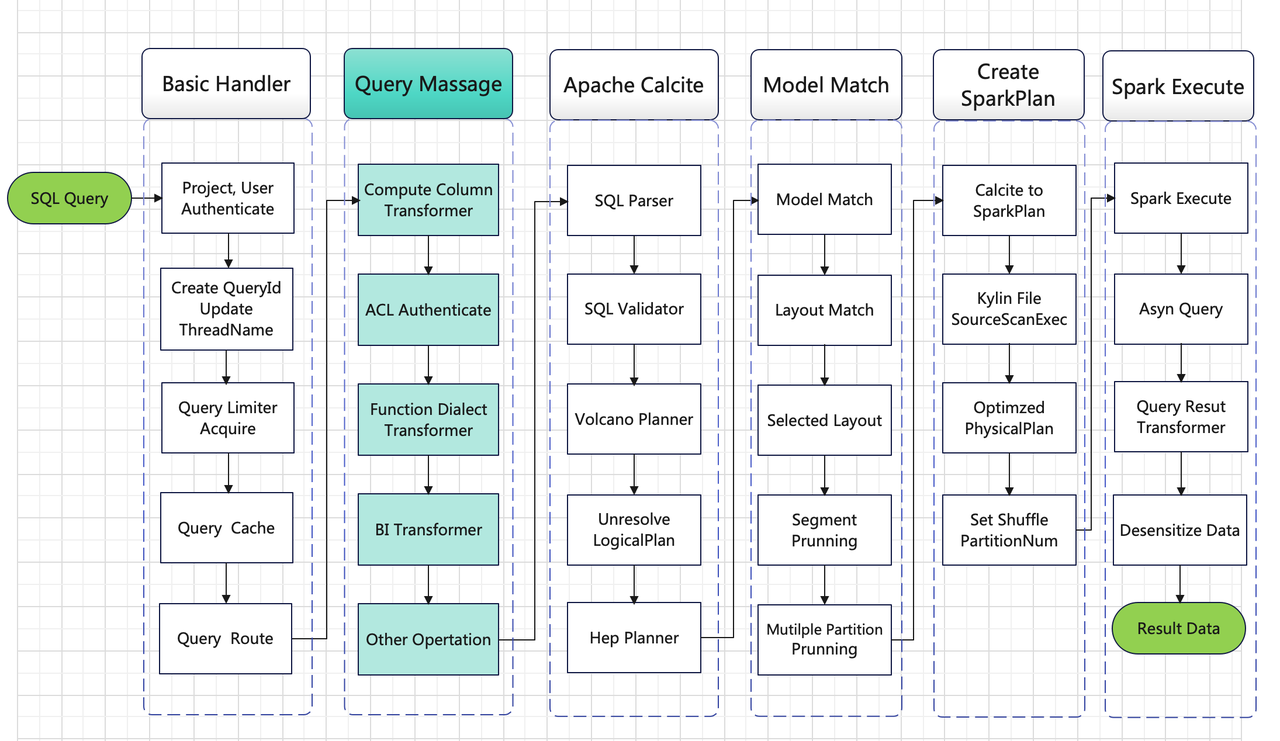 Basic Handler
Query Massage
Apache Calcite
Model Match
Create
SparkPlan
Spark Execute
SQL Query
Project, User
Authenticate
Create QueryId
Update
ThreadName
Query Limiter
Acquire
Query Cache
Query Route
Compute Column
Transformer
ACL Authenticate
Function Dialect
Transformer
BI Transformer
Other Opertation
SQL Parser
SQL Validator
Volcano Planner
Unresolve
LogicalPlan
Hep Planner
Model Match
Layout Match
Selected Layout
Segment
Prunning
Mutilple Partition
Prunning
Calcite to
SparkPlan
Kylin File
SourceScanExec
Optimzed
PhysicalPlan
Set Shuffle
PartitionNum
Spark Execute
Asyn Query
Query Resut
Transformer
Desensitize Data
Result Data